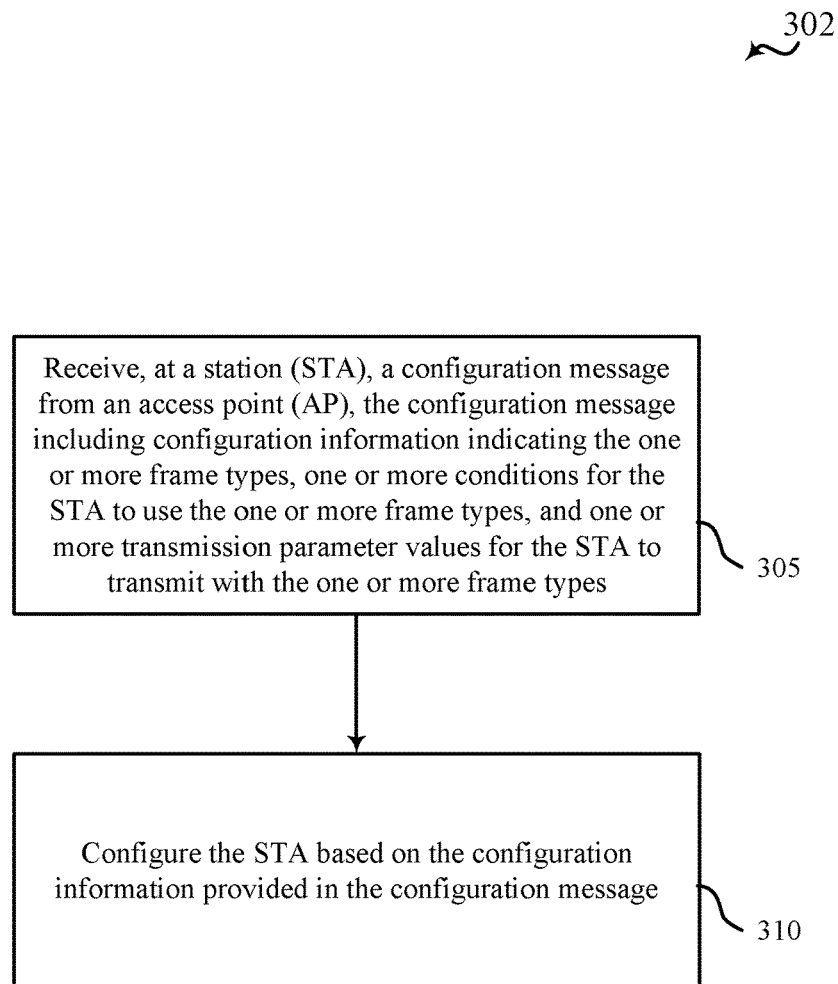 302
Receive, at a station (STA), a configuration message
from an access point (AP), the configuration message
including configuration information indicating the one
or more frame types, one or more conditions for the
STA to use the one or more frame types, and one or
more transmission parameter values for the STA to
transmit with the one or more frame types
305
Configure the STA based on the configuration
information provided in the configuration message
310